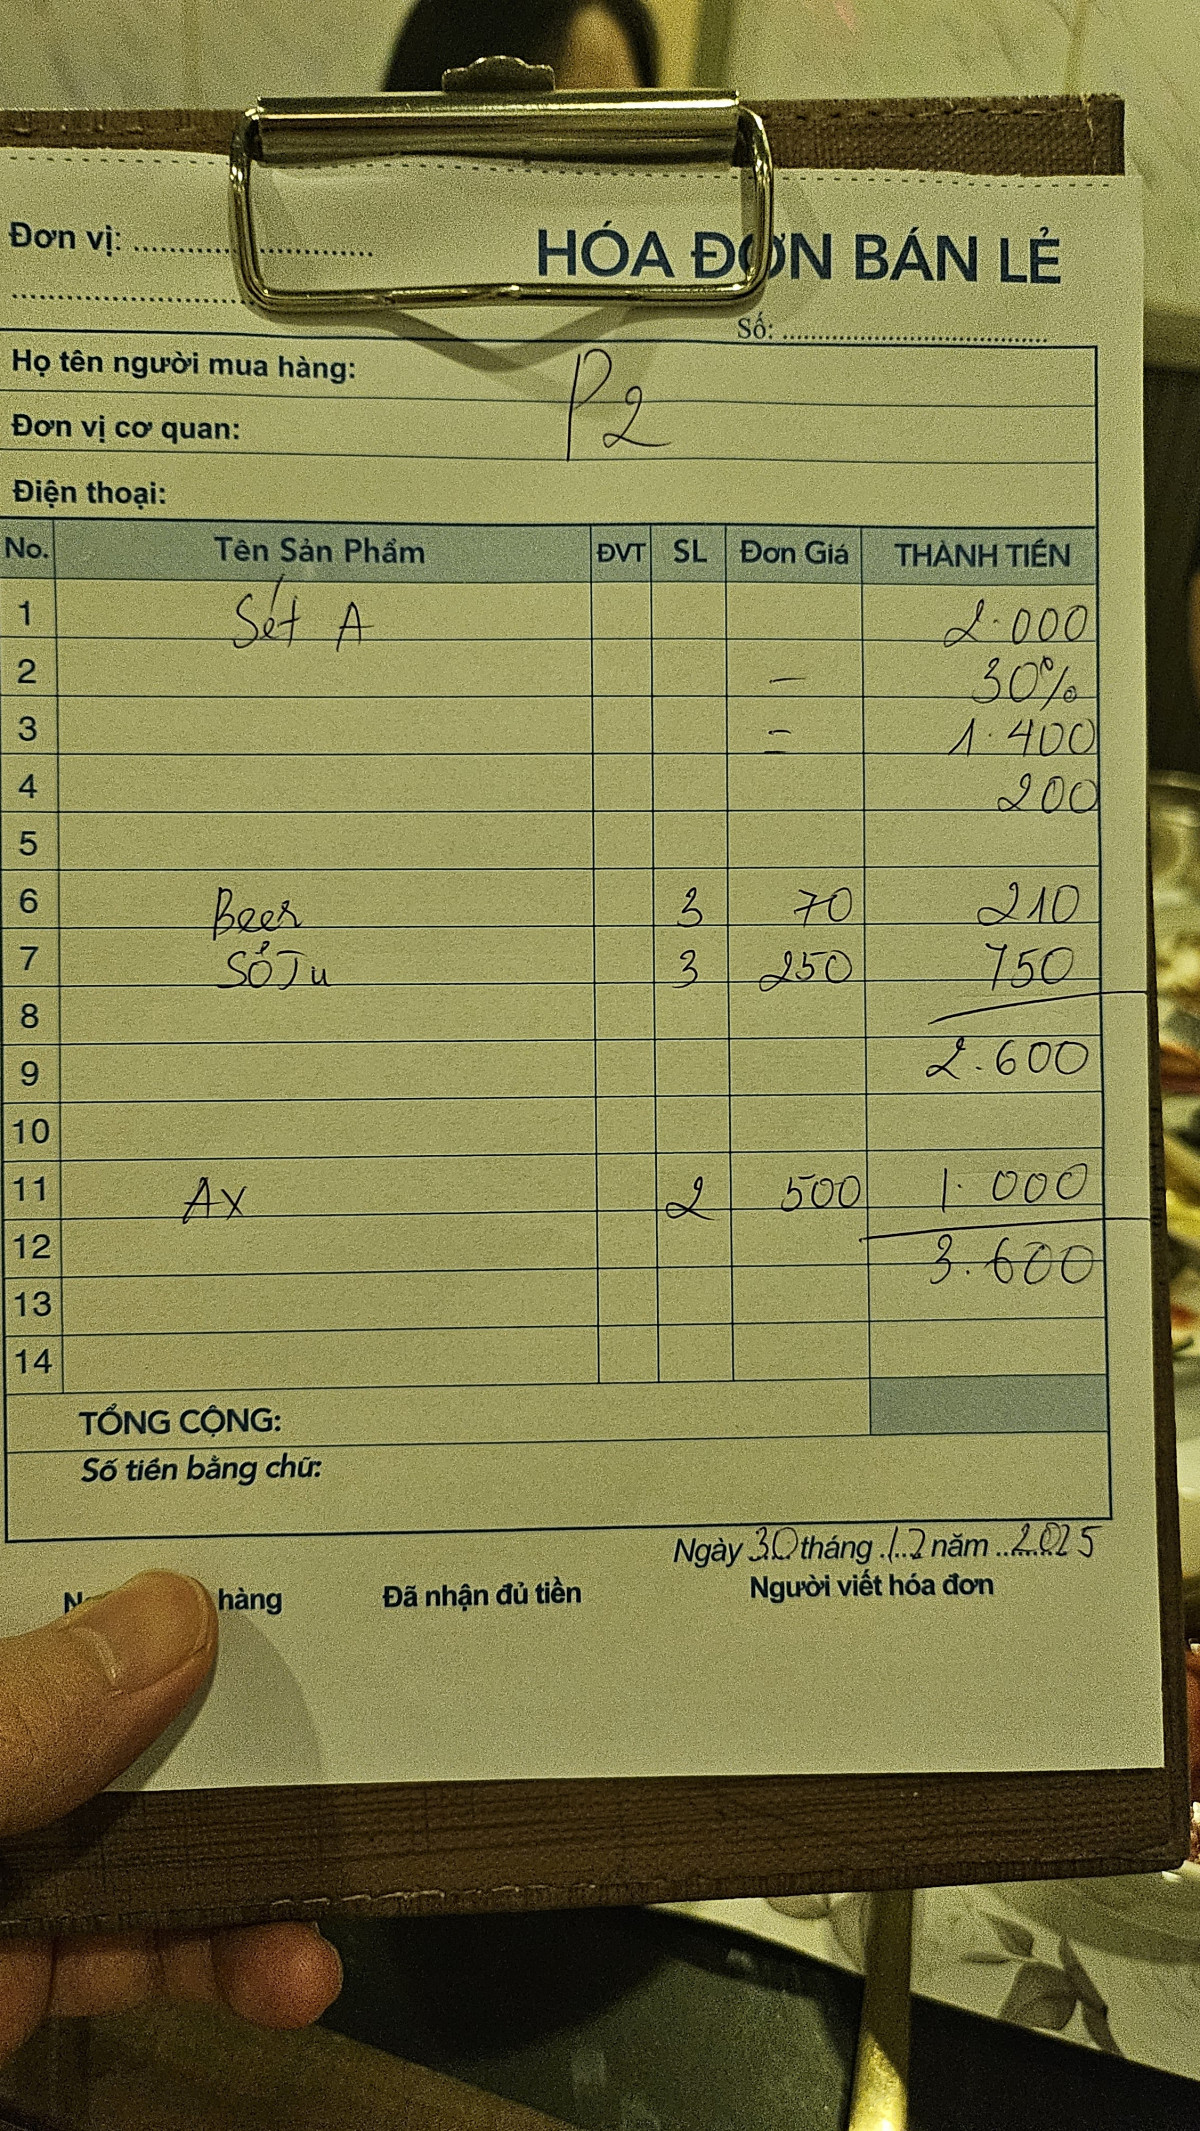 Đơn vị: ........................
HÓA ĐƠN BÁN LẺ
Số: ........................
Họ tên người mua hàng:
P2
Đơn vị cơ quan:
Điện thoại:
No. Tên Sản Phẩm ĐVT SL Đơn Giá THÀNH TIỀN
1 Sét A 2.000
2 – 30%
3 = 1.400
4 200
5
6 Beer 3 70 210
7 SỏJu 3 250 750
8
9 2.600
10
11 AX 2 500 1.000
12 3.600
13
14
TỔNG CỘNG:
Số tiền bằng chữ:
Ngày 30 tháng 12 năm 2025
hàng Đã nhận đủ tiền Người viết hóa đơn